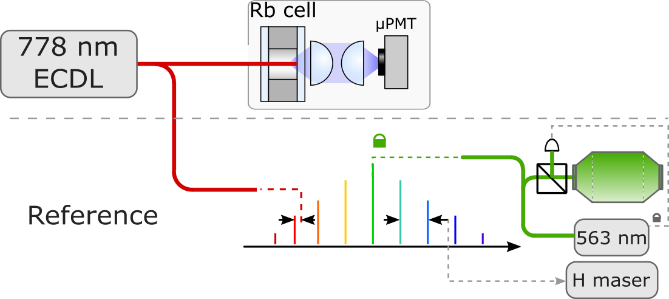 Rb cell
µPMT
778 nm
ECDL
Reference
563 nm
H maser